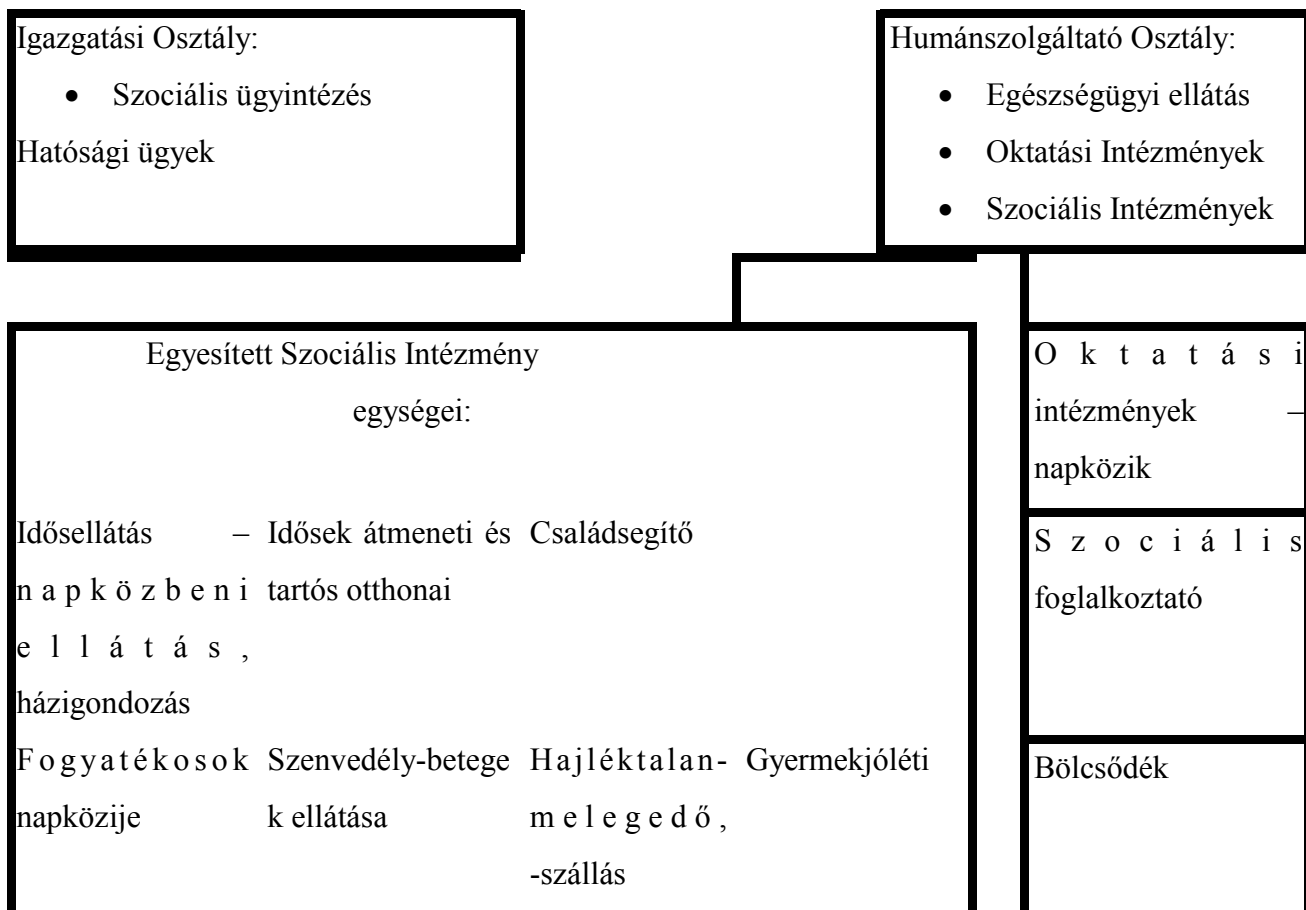 Igazgatási Osztály:
• Szociális ügyintézés
Hatósági ügyek
Humánszolgáltató Osztály:
• Egészségügyi ellátás
• Oktatási Intézmények
• Szociális Intézmények
Egyesített Szociális Intézmény
egységei:
Idősellátás –
napközbeni
ellátás,
házigondozás
Idősek átmeneti és
tartós otthonai
Családsegítő
Fogyatékosok
napközije
Szenvedély-betege
k ellátása
Hajléktalan-
melegedő,
-szállás
Gyermekjóléti
Oktatási
intézmények –
napközik
Szociális
foglalkoztató
Bölcsődék